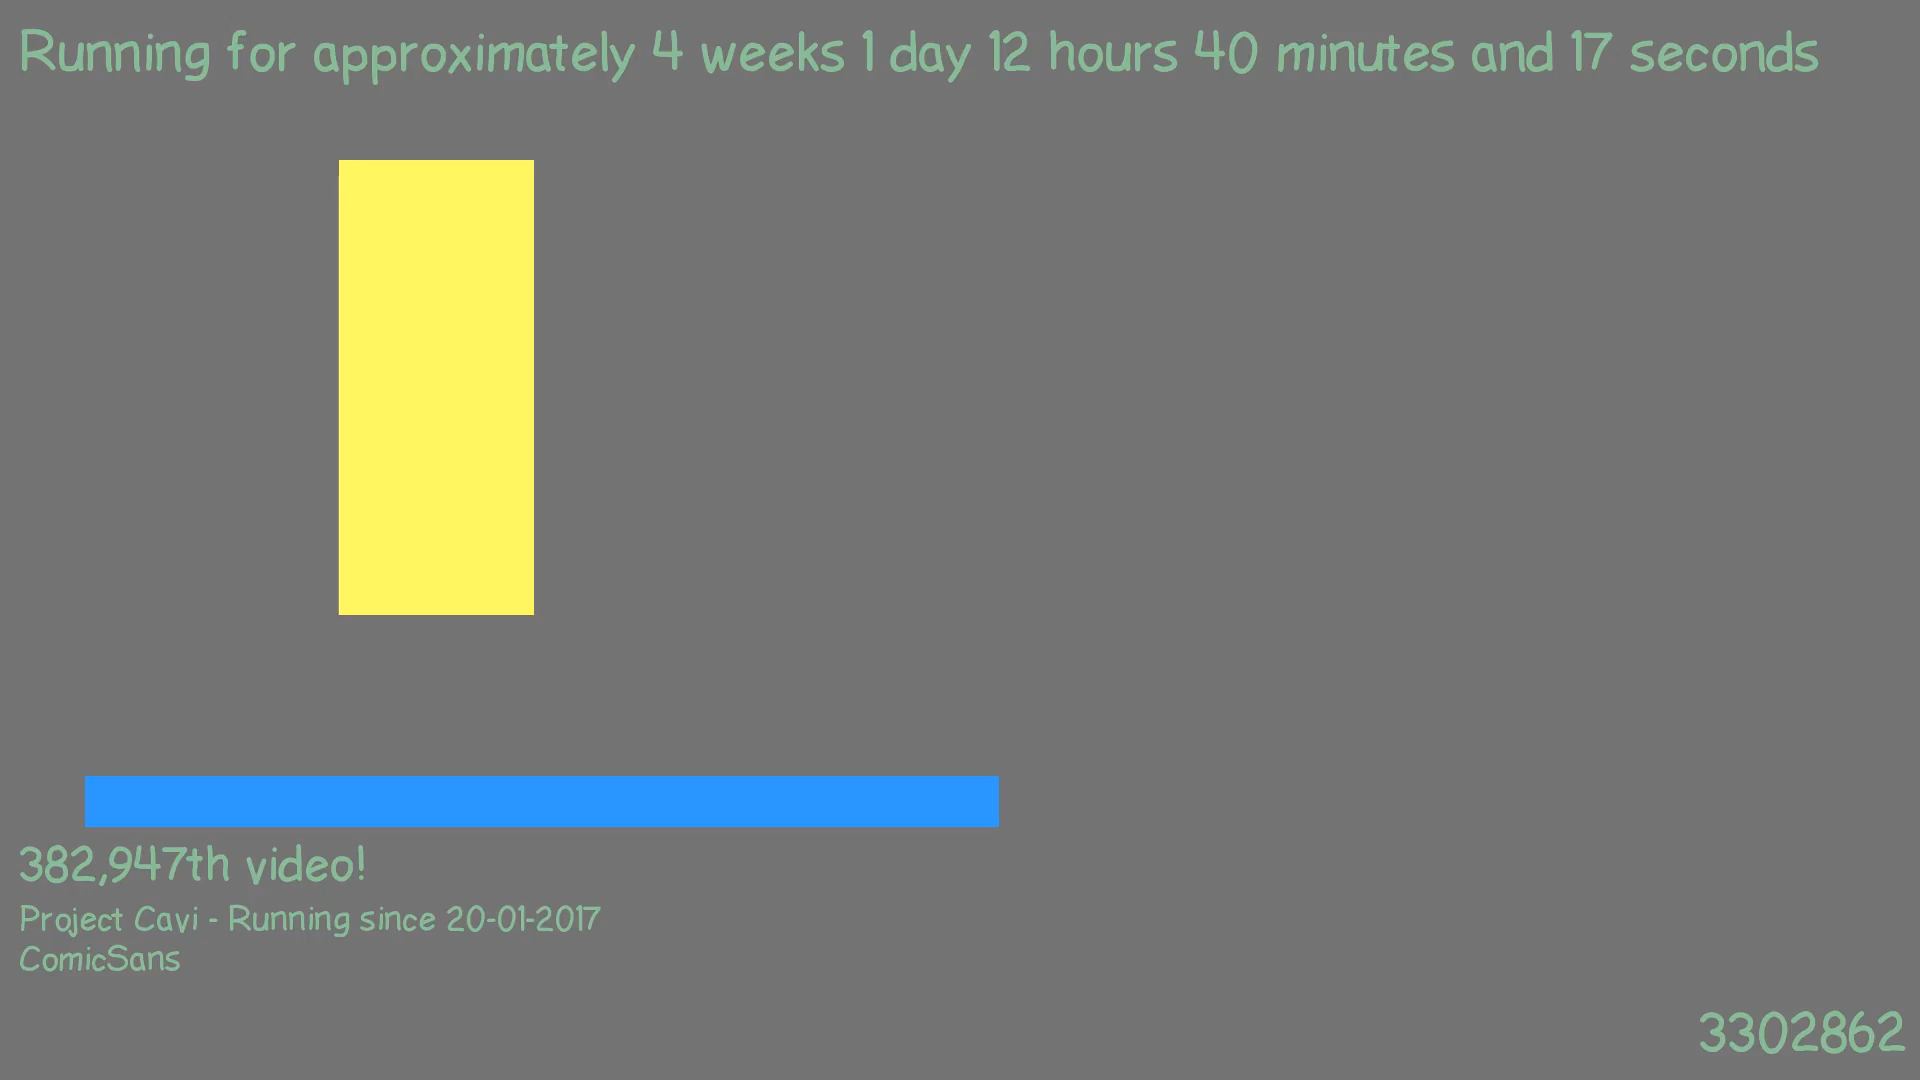 Running for approximately 4 weeks 1 day 12 hours 40 minutes and 17 seconds
382,947th video!
Project Cavi - Running since 20-01-2017
ComicSans
3302862